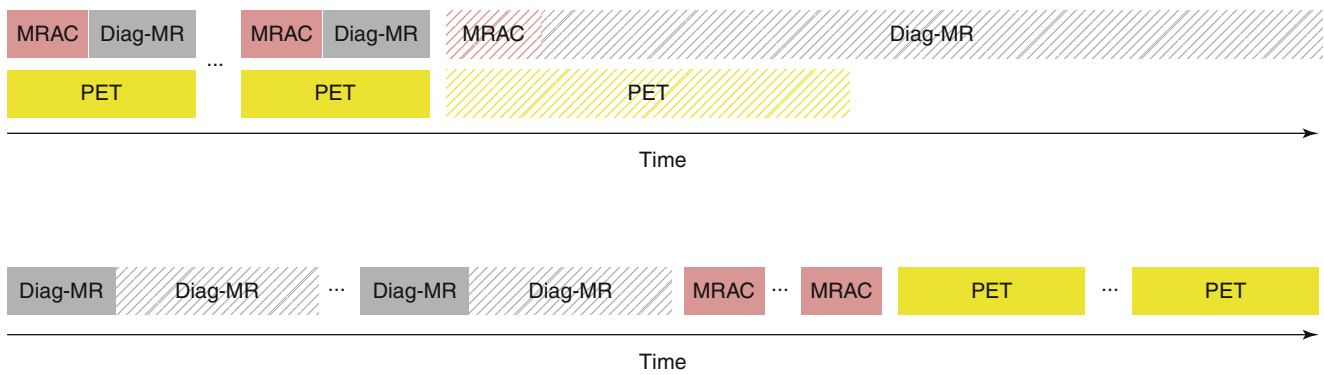 MRAC Diag-MR MRAC Diag-MR MRAC Diag-MR
... 
PET PET PET
Time
Diag-MR Diag-MR ... Diag-MR Diag-MR MRAC ... MRAC PET ... PET
Time